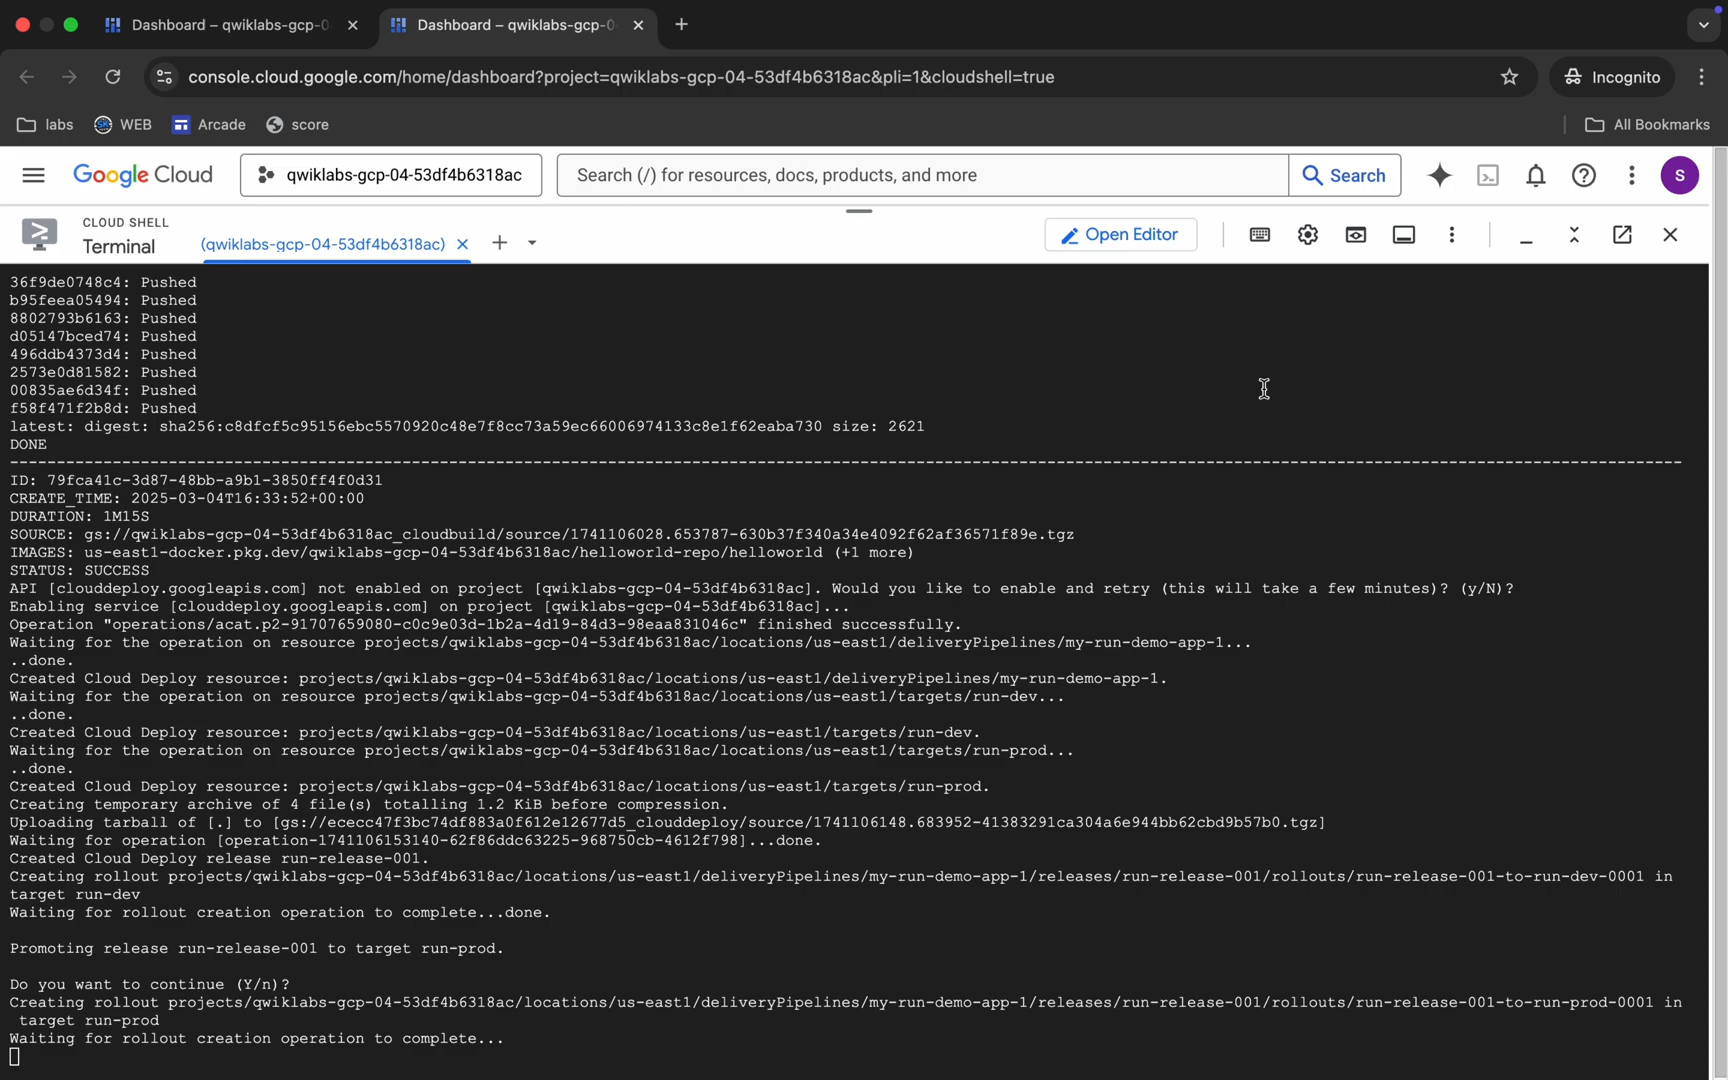 Dashboard – qwiklabs-gcp-0
Dashboard – qwiklabs-gcp-0
console.cloud.google.com/home/dashboard?project=qwiklabs-gcp-04-53df4b6318ac&pli=1&cloudshell=true
Incognito
labs
WEB
Arcade
score
All Bookmarks
Google Cloud
qwiklabs-gcp-04-53df4b6318ac
Search (/) for resources, docs, products, and more
Search
S
CLOUD SHELL
Terminal
(qwiklabs-gcp-04-53df4b6318ac)
Open Editor
36f9de0748c4: Pushed
b95feea05494: Pushed
8802793b6163: Pushed
d05147bced74: Pushed
496ddb4373d4: Pushed
2573e0d81582: Pushed
00835ae6d34f: Pushed
f58f471f2b8d: Pushed
latest: digest: sha256:c8dfcf5c95156ebc5570920c48e7f8cc73a59ec66006974133c8e1f62eaba730 size: 2621
DONE
--------------------------------------------------------------------------------
ID: 79fca41c-3d87-48bb-a9b1-3850ff4f0d31
CREATE_TIME: 2025-03-04T16:33:52+00:00
DURATION: 1M15S
SOURCE: gs://qwiklabs-gcp-04-53df4b6318ac_cloudbuild/source/1741106028.653787-630b37f340a34e4092f62af36571f89e.tgz
IMAGES: us-east1-docker.pkg.dev/qwiklabs-gcp-04-53df4b6318ac/helloworld-repo/helloworld (+1 more)
STATUS: SUCCESS
API [clouddeploy.googleapis.com] not enabled on project [qwiklabs-gcp-04-53df4b6318ac]. Would you like to enable and retry (this will take a few minutes)? (y/N)?
Enabling service [clouddeploy.googleapis.com] on project [qwiklabs-gcp-04-53df4b6318ac]...
Operation "operations/acat.p2-91707659080-c0c9e03d-1b2a-4d19-84d3-98eaa831046c" finished successfully.
Waiting for the operation on resource projects/qwiklabs-gcp-04-53df4b6318ac/locations/us-east1/deliveryPipelines/my-run-demo-app-1...
..done.
Created Cloud Deploy resource: projects/qwiklabs-gcp-04-53df4b6318ac/locations/us-east1/deliveryPipelines/my-run-demo-app-1.
Waiting for the operation on resource projects/qwiklabs-gcp-04-53df4b6318ac/locations/us-east1/targets/run-dev...
..done.
Created Cloud Deploy resource: projects/qwiklabs-gcp-04-53df4b6318ac/locations/us-east1/targets/run-dev.
Waiting for the operation on resource projects/qwiklabs-gcp-04-53df4b6318ac/locations/us-east1/targets/run-prod...
..done.
Created Cloud Deploy resource: projects/qwiklabs-gcp-04-53df4b6318ac/locations/us-east1/targets/run-prod.
Creating temporary archive of 4 file(s) totalling 1.2 KiB before compression.
Uploading tarball of [.] to [gs://ececc47f3bc74df883a0f612e12677d5_clouddeploy/source/1741106148.683952-41383291ca304a6e944bb62cbd9b57b0.tgz]
Waiting for operation [operation-1741106153140-62f86ddc63225-968750cb-4612f798]...done.
Created Cloud Deploy release run-release-001.
Creating rollout projects/qwiklabs-gcp-04-53df4b6318ac/locations/us-east1/deliveryPipelines/my-run-demo-app-1/releases/run-release-001/rollouts/run-release-001-to-run-dev-0001 in
target run-dev
Waiting for rollout creation operation to complete...done.
Promoting release run-release-001 to target run-prod.
Do you want to continue (Y/n)?
Creating rollout projects/qwiklabs-gcp-04-53df4b6318ac/locations/us-east1/deliveryPipelines/my-run-demo-app-1/releases/run-release-001/rollouts/run-release-001-to-run-prod-0001 in
target run-prod
Waiting for rollout creation operation to complete...